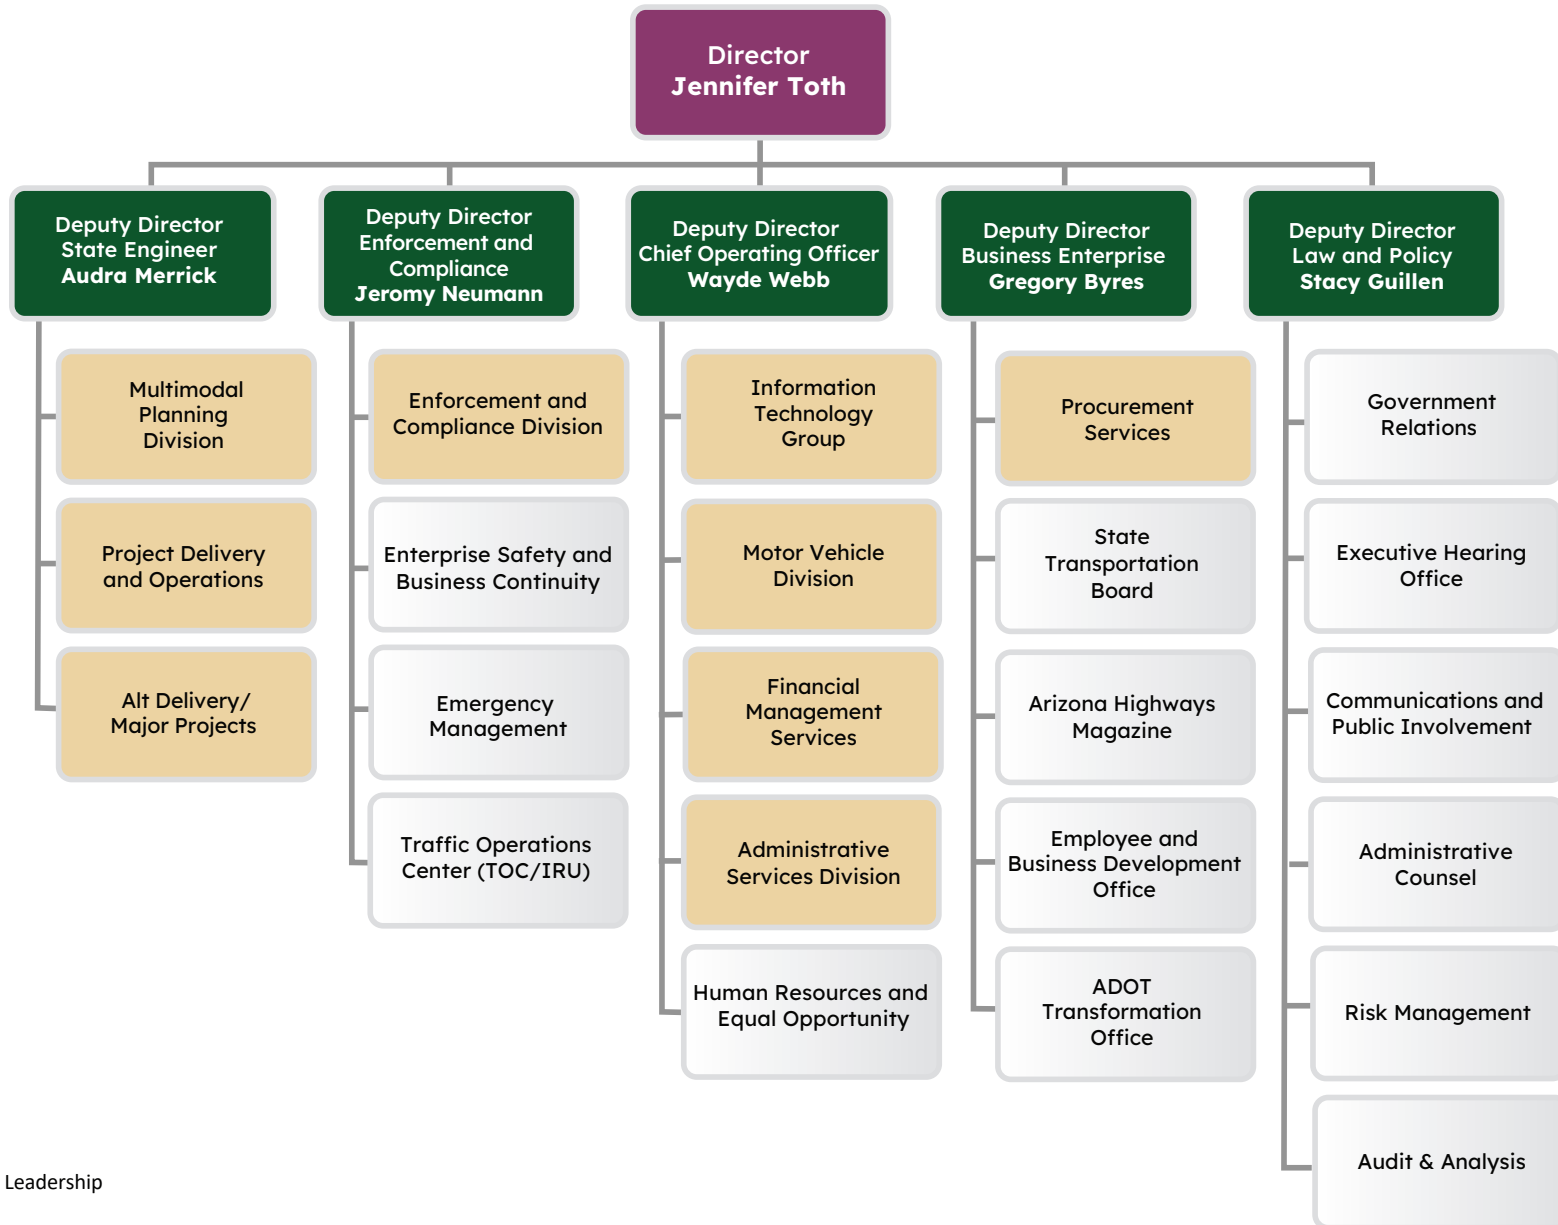 Director
Jennifer Toth
Deputy Director
State Engineer
Audra Merrick
Deputy Director
Enforcement and
Compliance
Jeromy Neumann
Deputy Director
Chief Operating Officer
Wayde Webb
Deputy Director
Business Enterprise
Gregory Byres
Deputy Director
Law and Policy
Stacy Guillen
Multimodal
Planning
Division
Project Delivery
and Operations
Alt Delivery/
Major Projects
Enforcement and
Compliance Division
Enterprise Safety and
Business Continuity
Emergency
Management
Traffic Operations
Center (TOC/IRU)
Information
Technology
Group
Motor Vehicle
Division
Financial
Management
Services
Administrative
Services Division
Human Resources and
Equal Opportunity
Procurement
Services
State
Transportation
Board
Arizona Highways
Magazine
Employee and
Business Development
Office
ADOT
Transformation
Office
Government
Relations
Executive Hearing
Office
Communications and
Public Involvement
Administrative
Counsel
Risk Management
Audit & Analysis
Leadership